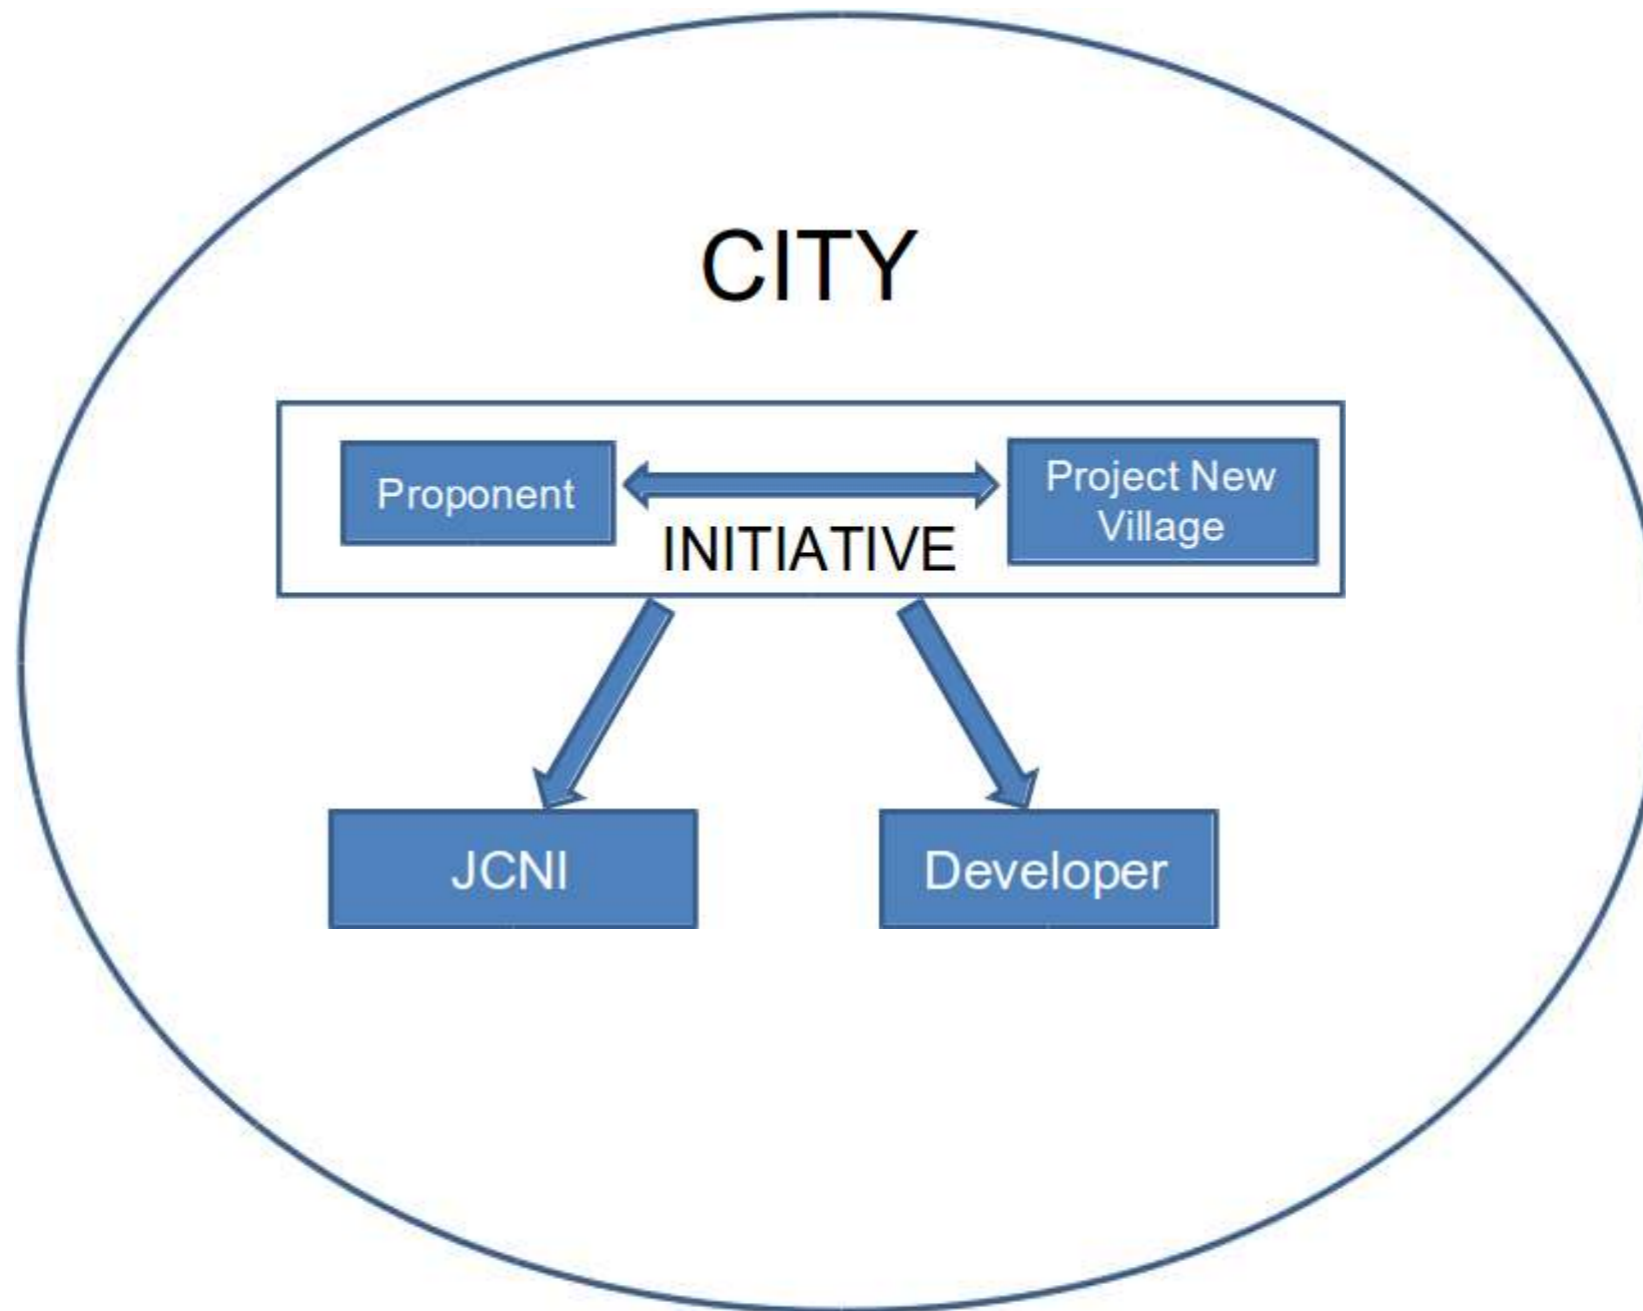 CITY
Proponent
Project New
Village
INITIATIVE
JCNI
Developer